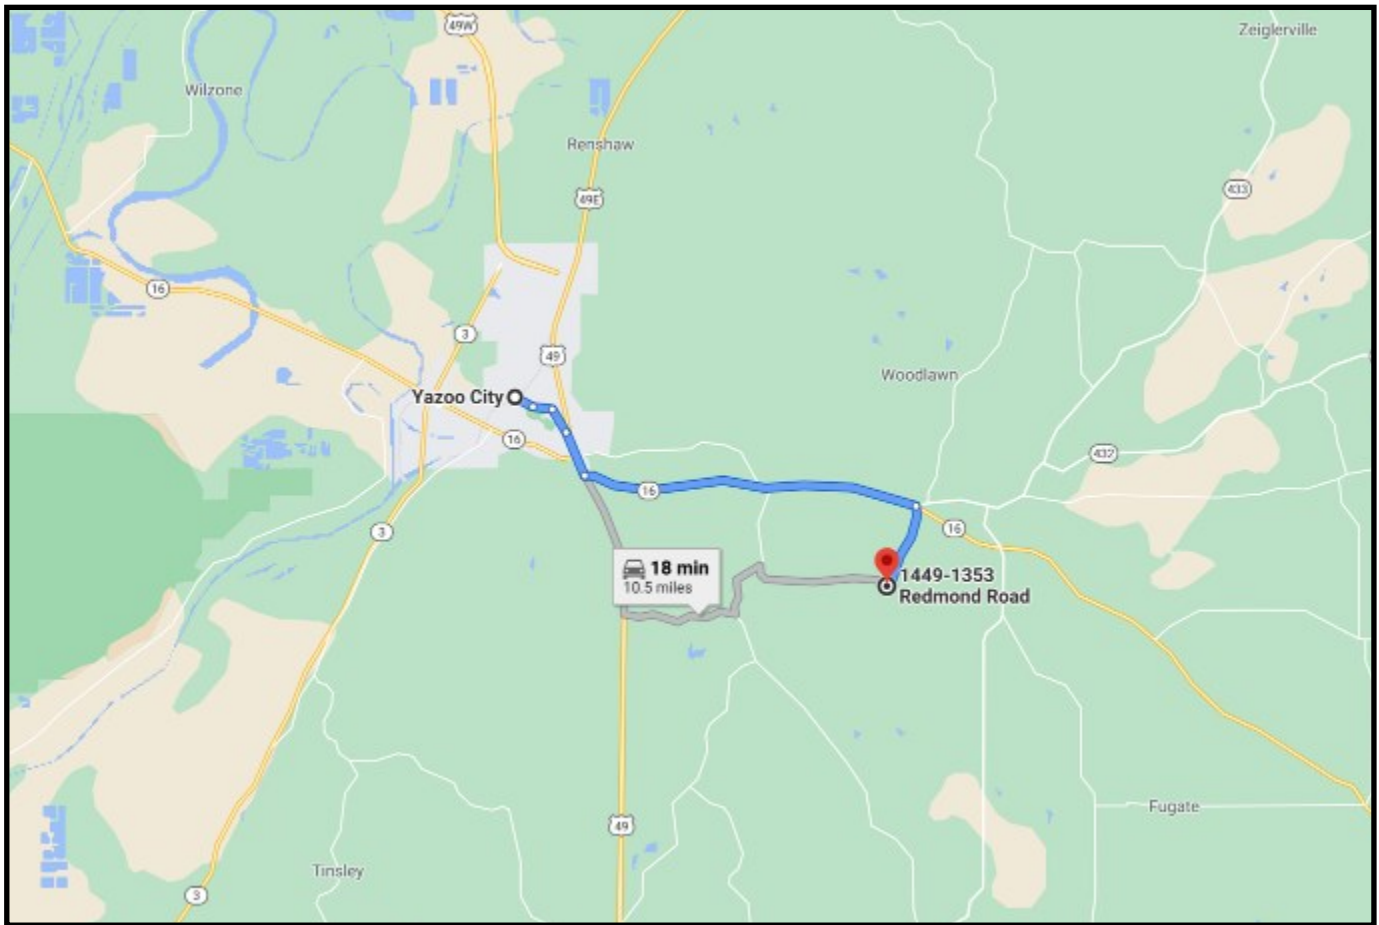 49W
Zeiglerville
Wilzone
Renshaw
433
49E
16
3
49
Woodlawn
Yazoo City
16
432
16
16
3
18 min
10.5 miles
1449-1353
Redmond Road
Fugate
49
Tinsley
3